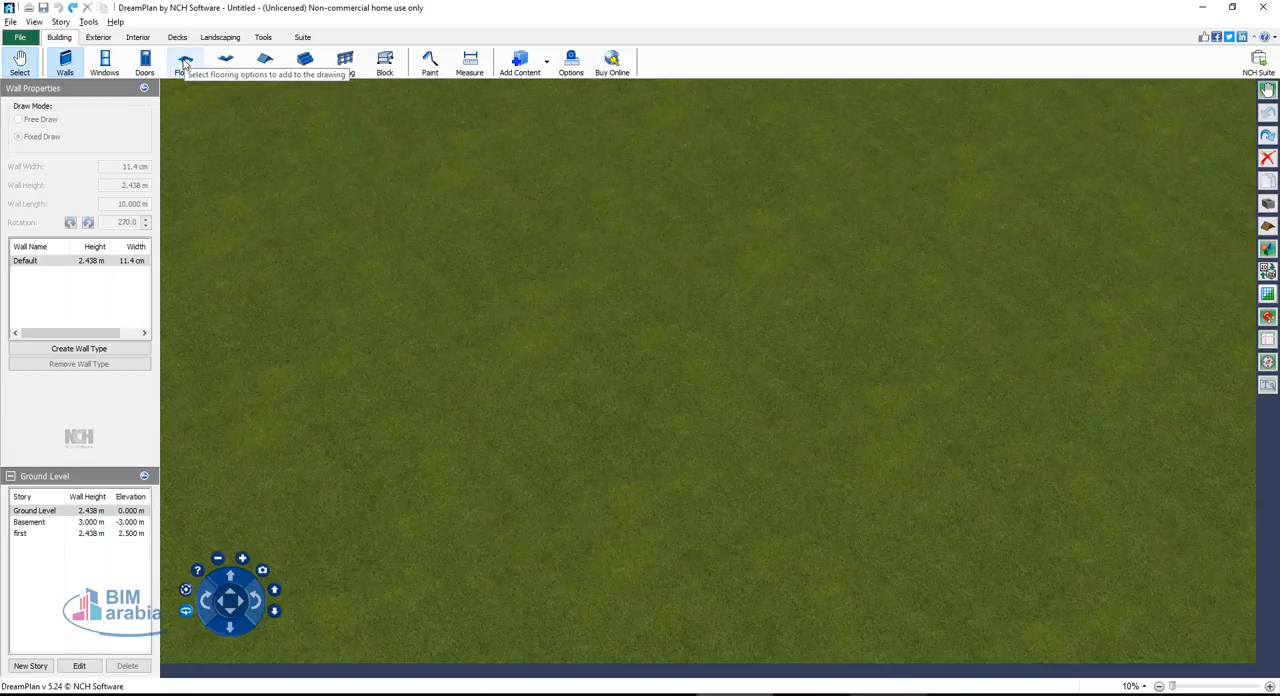 DreamPlan by NCH Software - Untitled - (Unlicensed) Non-commercial home use only
File View Story Tools Help
File Building Exterior Interior Decks Landscaping Tools Suite
Select Walls Windows Doors Block Paint Measure Add Content Options Buy Online NCH Suite
Select flooring options to add to the drawing
Wall Properties
Draw Mode:
Free Draw
Fixed Draw
Wall Width: 11.4 cm
Wall Height: 2.438 m
Wall Length: 10.000 m
Rotation: 270.0
Wall Name Height Width
Default 2.438 m 11.4 cm
Create Wall Type
Remove Wall Type
NCH
Ground Level
Story Wall Height Elevation
Ground Level 2.438 m 0.000 m
Basement 3.000 m -3.000 m
first 2.438 m 2.500 m
BIM
arabia
New Story Edit Delete
DreamPlan v 5.24 © NCH Software
10%